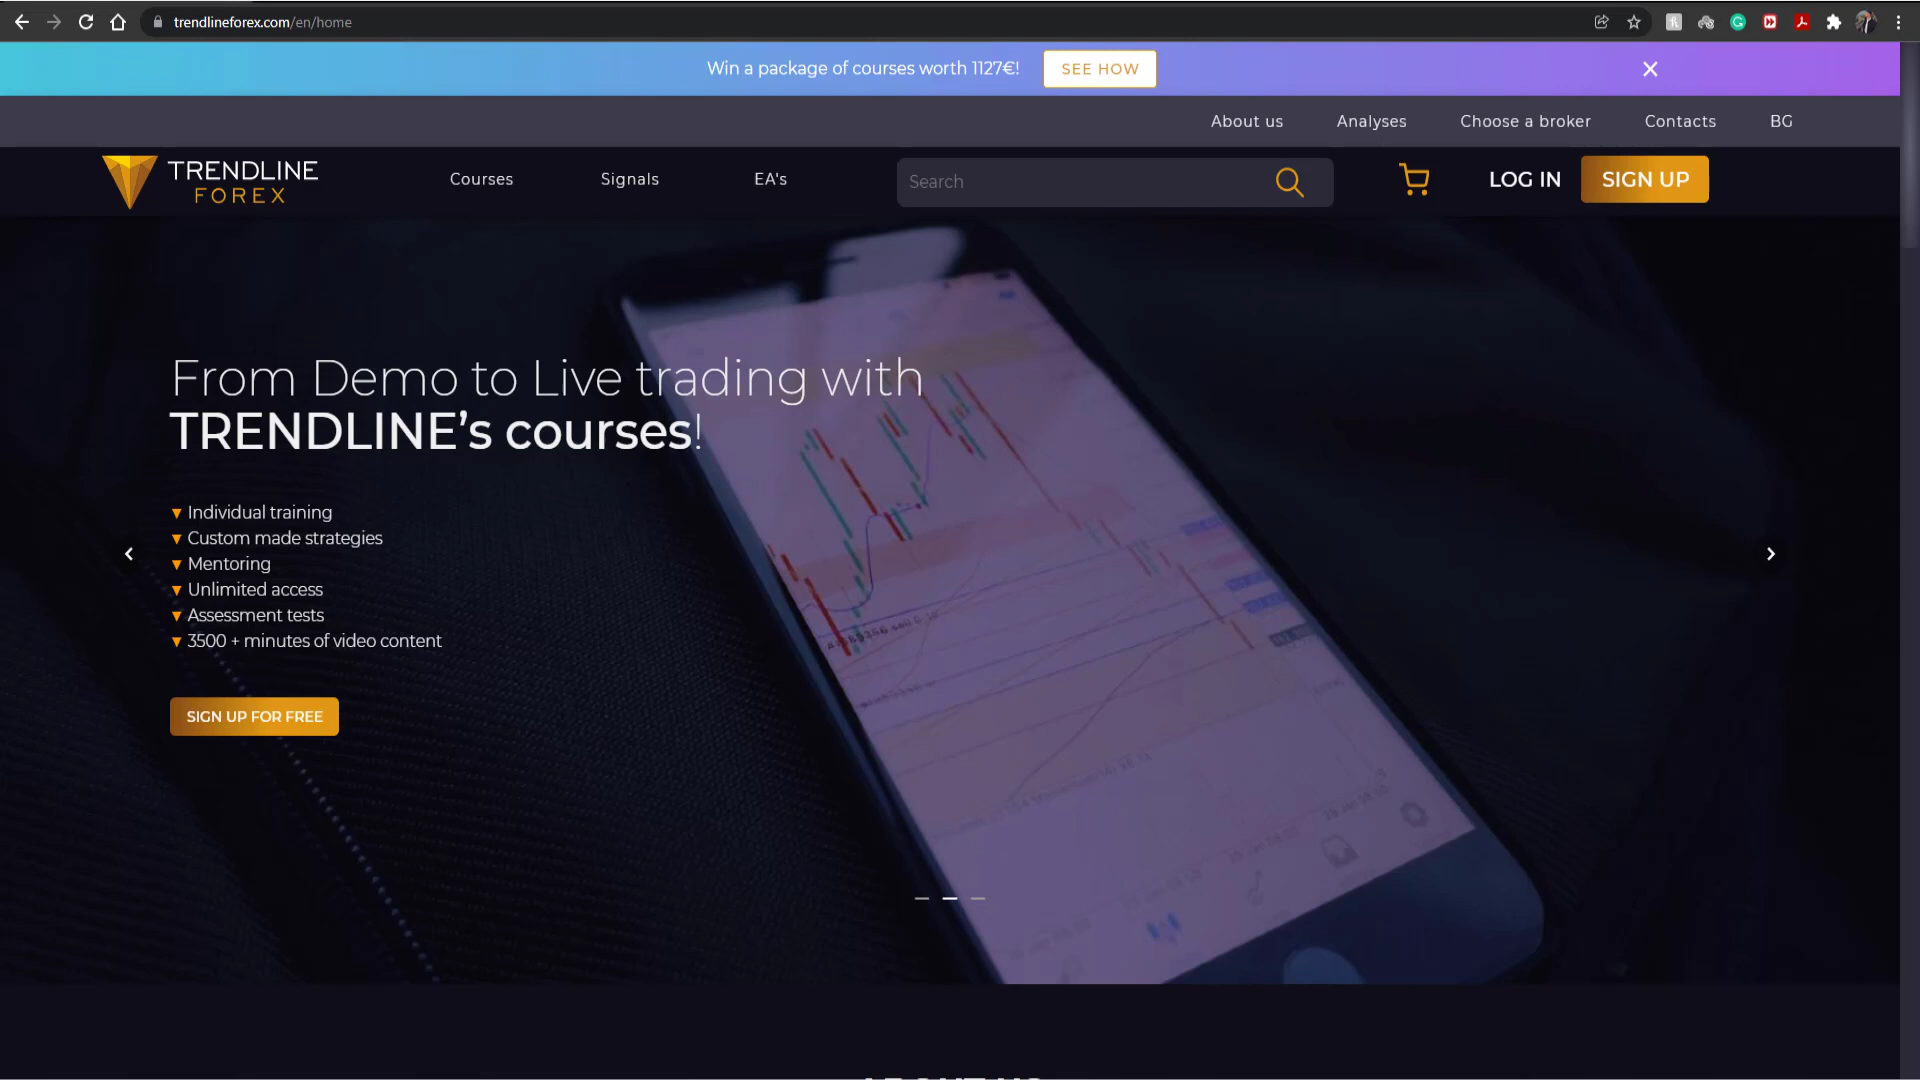 trendlineforex.com/en/home
Win a package of courses worth 1127€!
SEE HOW
About us
Analyses
Choose a broker
Contacts
BG
TRENDLINE
FOREX
Courses
Signals
EA's
Search
LOG IN
SIGN UP
From Demo to Live trading with
TRENDLINE’s courses!
▼ Individual training
▼ Custom made strategies
▼ Mentoring
▼ Unlimited access
▼ Assessment tests
▼ 3500 + minutes of video content
SIGN UP FOR FREE